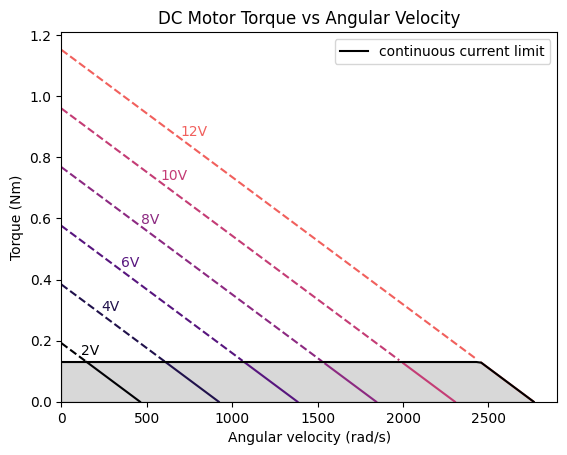 DC Motor Torque vs Angular Velocity
continuous current limit
Torque (Nm)
1.2
1.0
0.8
0.6
0.4
0.2
0.0
12V
10V
8V
6V
4V
2V
0
500
1000
1500
2000
2500
Angular velocity (rad/s)